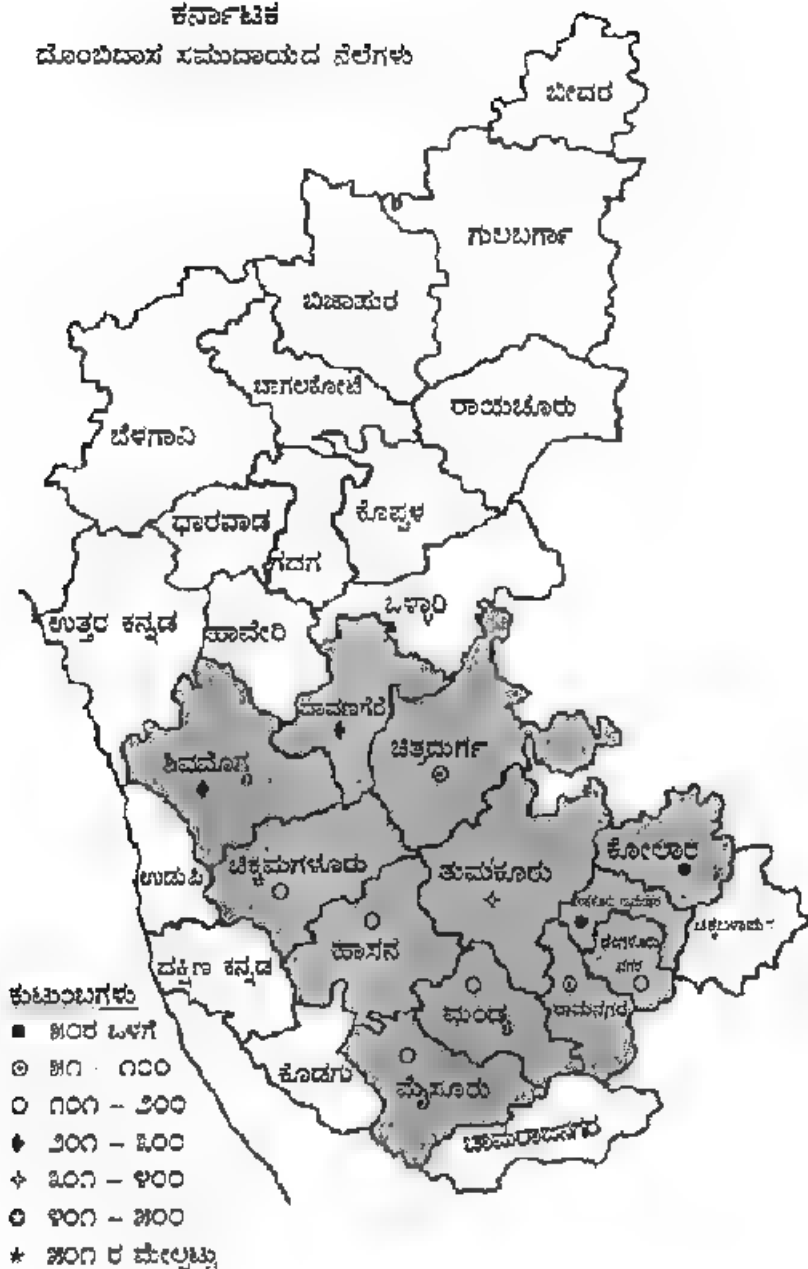 ಕರ್ನಾಟಕ
ದೊಂಬಿದಾಸ ಸಮುದಾಯದ ನೆಲೆಗಳು
ಬೀದರ
ಗುಲಬರ್ಗಾ
ಬಿಜಾಪುರ
ಬಾಗಲಕೋಟೆ
ರಾಯಚೂರು
ಬೆಳಗಾವಿ
ಕೊಪ್ಪಳ
ಧಾರವಾಡ
ಗದಗ
ಉತ್ತರ ಕನ್ನಡ
ಹಾವೇರಿ
ಬಳ್ಳಾರಿ
ದಾವಣಗೆರೆ
ಚಿತ್ರದುರ್ಗ
ಶಿವಮೊಗ್ಗ
ಉಡುಪಿ
ಚಿಕ್ಕಮಗಳೂರು
ತುಮಕೂರು
ಕೋಲಾರ
ಹಾಸನ
ಬೆಂಗಳೂರು
ನಗರ
ದಕ್ಷಿಣ ಕನ್ನಡ
ಮಂಡ್ಯ
ರಾಮನಗರ
ಕೊಡಗು
ಮೈಸೂರು
ಚಾಮರಾಜನಗರ
ಕುಟುಂಬಗಳು
೫೦ರ ಒಳಗೆ
೫೧ - ೧೦೦
೧೦೧ - ೨೦೦
೨೦೧ - ೩೦೦
೩೦೧ - ೪೦೦
೪೦೧ - ೫೦೦
೫೦೧ ರ ಮೇಲ್ಪಟ್ಟು